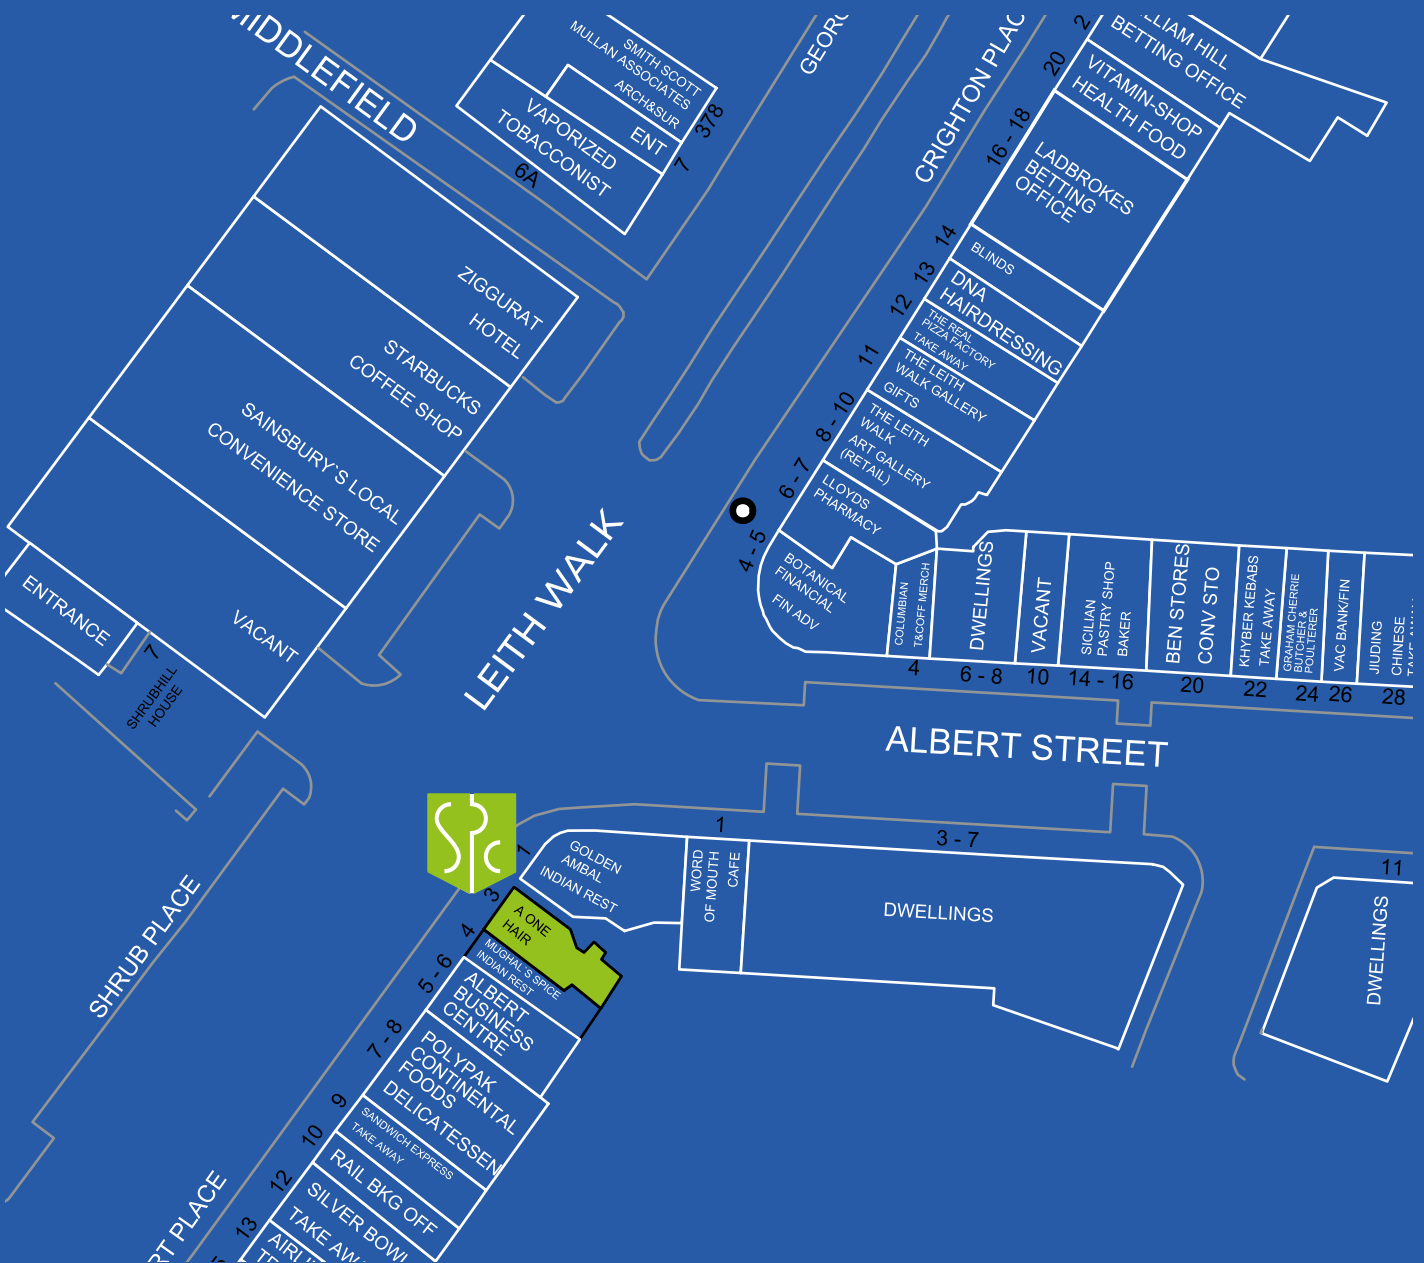 MIDDLEFIELD
SMITH SCOTT
MULLAN ASSOCIATES
ARCH&SUR
378
ENT
7
VAPORIZED
TOBACCONIST
6A
CRIGHTON
2
BETTING OFFICE
HILL
20
VITAMIN-SHOP
HEALTH FOOD
16 - 18
LADBROKES
BETTING
OFFICE
14
BLINDS
13
DNA
HAIRDRESSING
12
THE REAL
PIZZA FACTORY
TAKE AWAY
11
THE LEITH
WALK GALLERY
GIFTS
8 - 10
THE LEITH
WALK
ART GALLERY
(RETAIL)
6 - 7
LLOYDS
PHARMACY
4 - 5
BOTANICAL
FINANCIAL
FIN ADV
ZIGGURAT
HOTEL
STARBUCKS
COFFEE SHOP
SAINSBURY'S LOCAL
CONVENIENCE STORE
VACANT
ENTRANCE
7
SHRUBHILL
HOUSE
LEITH WALK
COLUMBIAN
T&COFF MERCH
4
DWELLINGS
6 - 8
VACANT
10
SICILIAN
PASTRY SHOP
BAKER
14 - 16
BEN STORES
CONV STO
20
KHYBER KEBABS
TAKE AWAY
22
GRAHAM CHERRIE
BUTCHER &
POULTERER
24
VAC BANK/FIN
26
JIUDING
CHINESE
28
ALBERT STREET
1
GOLDEN
AMBAL
INDIAN REST
1
WORD
OF MOUTH
CAFE
3 - 7
DWELLINGS
11
DWELLINGS
3
A ONE
HAIR
4
MUGHAL'S SPICE
INDIAN REST
5 - 6
ALBERT
BUSINESS
CENTRE
7 - 8
POLYPAK
CONTINENTAL
FOODS
DELICATESSEN
9
SANDWICH EXPRESS
TAKE AWAY
10
RAIL BKG OFF
12
SILVER BOWL
TAKE
13
SHRUB PLACE
PLACE